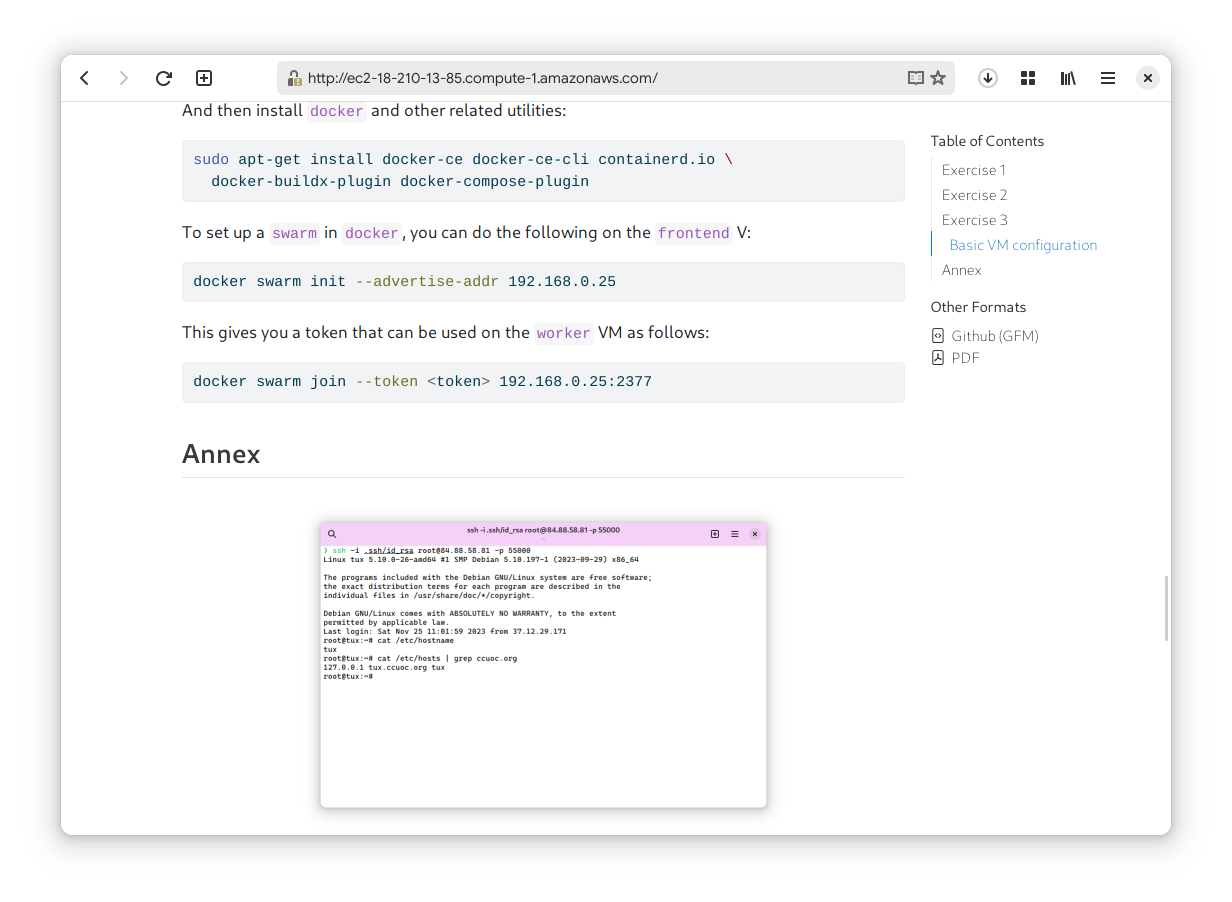 http://ec2-18-210-13-85.compute-1.amazonaws.com/
And then install docker and other related utilities:
sudo apt-get install docker-ce docker-ce-cli containerd.io \
docker-buildx-plugin docker-compose-plugin
To set up a swarm in docker, you can do the following on the frontend V:
docker swarm init --advertise-addr 192.168.0.25
This gives you a token that can be used on the worker VM as follows:
docker swarm join --token <token> 192.168.0.25:2377
Annex
ssh -i .ssh/id_rsa root@84.88.58.81 -p 55000
❯ ssh -i .ssh/id_rsa root@84.88.58.81 -p 55000
Linux tux 5.10.0-26-amd64 #1 SMP Debian 5.10.197-1 (2023-09-29) x86_64
The programs included with the Debian GNU/Linux system are free software;
the exact distribution terms for each program are described in the
individual files in /usr/share/doc/*/copyright.
Debian GNU/Linux comes with ABSOLUTELY NO WARRANTY, to the extent
permitted by applicable law.
Last login: Sat Nov 25 11:01:59 2023 from 37.12.29.171
root@tux:~# cat /etc/hostname
tux
root@tux:~# cat /etc/hosts | grep ccuoc.org
127.0.0.1 tux.ccuoc.org tux
root@tux:~#
Table of Contents
Exercise 1
Exercise 2
Exercise 3
Basic VM configuration
Annex
Other Formats
Github (GFM)
PDF